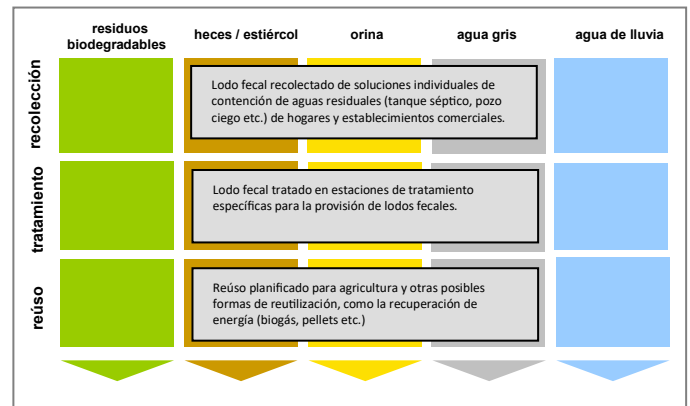 residuos
biodegradables
heces / estiércol
orina
agua gris
agua de lluvia
recolección
Lodo fecal recolectado de soluciones individuales de
contención de aguas residuales (tanque séptico, pozo
ciego etc.) de hogares y establecimientos comerciales.
tratamiento
Lodo fecal tratado en estaciones de tratamiento
específicas para la provisión de lodos fecales.
reúso
Reúso planificado para agricultura y otras posibles
formas de reutilización, como la recuperación de
energía (biogás, pellets etc.)